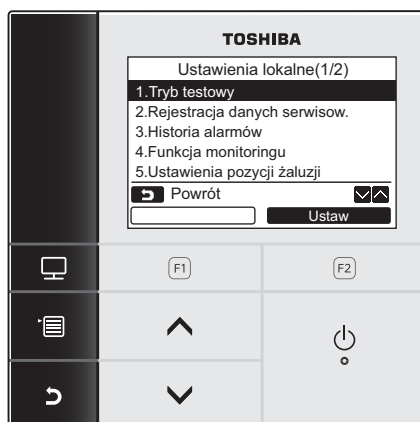 TOSHIBA
Ustawienia lokalne(1/2)
1.Tryb testowy
2.Rejestracja danych serwisow.
3.Historia alarmów
4.Funkcja monitoringu
5.Ustawienia pozycji żaluzji
Powrót
Ustaw
F1 F2